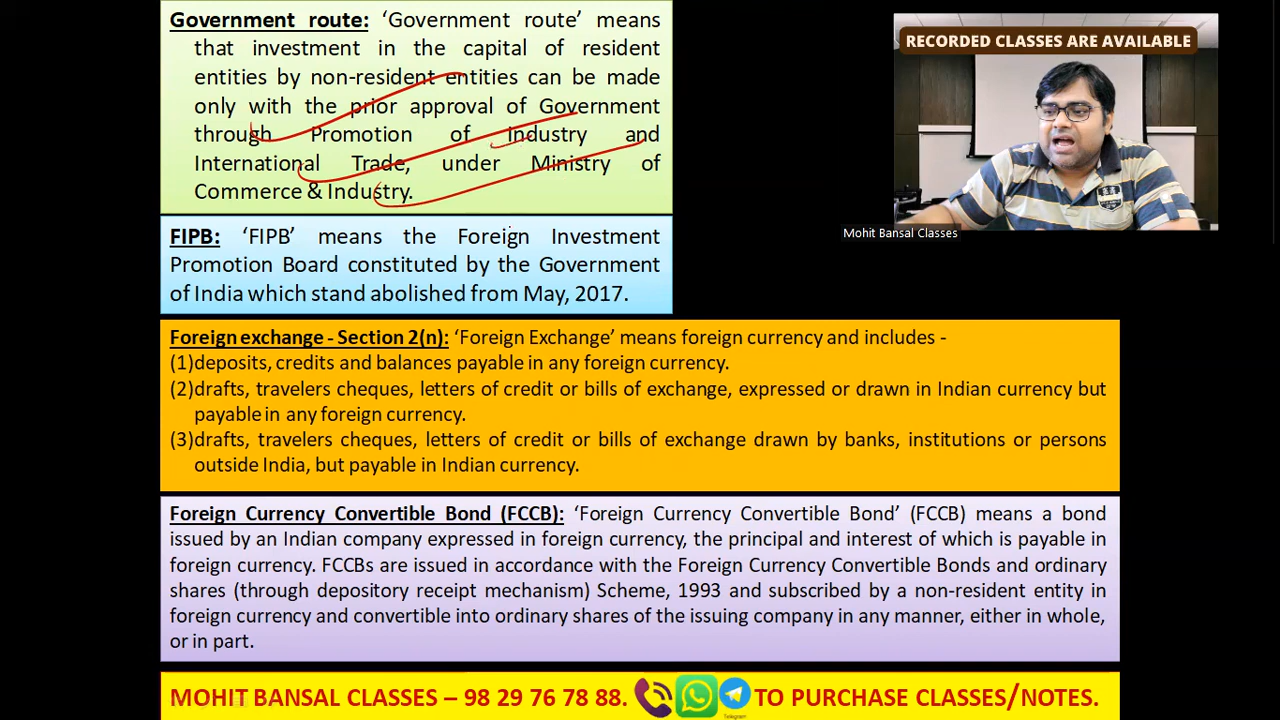 Government route: ‘Government route’ means
that investment in the capital of resident
entities by non-resident entities can be made
only with the prior approval of Government
through Promotion of Industry and
International Trade, under Ministry of
Commerce & Industry.
RECORDED CLASSES ARE AVAILABLE
Mohit Bansal Classes
FIPB: ‘FIPB’ means the Foreign Investment
Promotion Board constituted by the Government
of India which stand abolished from May, 2017.
Foreign exchange - Section 2(n): ‘Foreign Exchange’ means foreign currency and includes -
(1)deposits, credits and balances payable in any foreign currency.
(2)drafts, travelers cheques, letters of credit or bills of exchange, expressed or drawn in Indian currency but
payable in any foreign currency.
(3)drafts, travelers cheques, letters of credit or bills of exchange drawn by banks, institutions or persons
outside India, but payable in Indian currency.
Foreign Currency Convertible Bond (FCCB): ‘Foreign Currency Convertible Bond’ (FCCB) means a bond
issued by an Indian company expressed in foreign currency, the principal and interest of which is payable in
foreign currency. FCCBs are issued in accordance with the Foreign Currency Convertible Bonds and ordinary
shares (through depository receipt mechanism) Scheme, 1993 and subscribed by a non-resident entity in
foreign currency and convertible into ordinary shares of the issuing company in any manner, either in whole,
or in part.
MOHIT BANSAL CLASSES – 98 29 76 78 88. TO PURCHASE CLASSES/NOTES.
Telegram